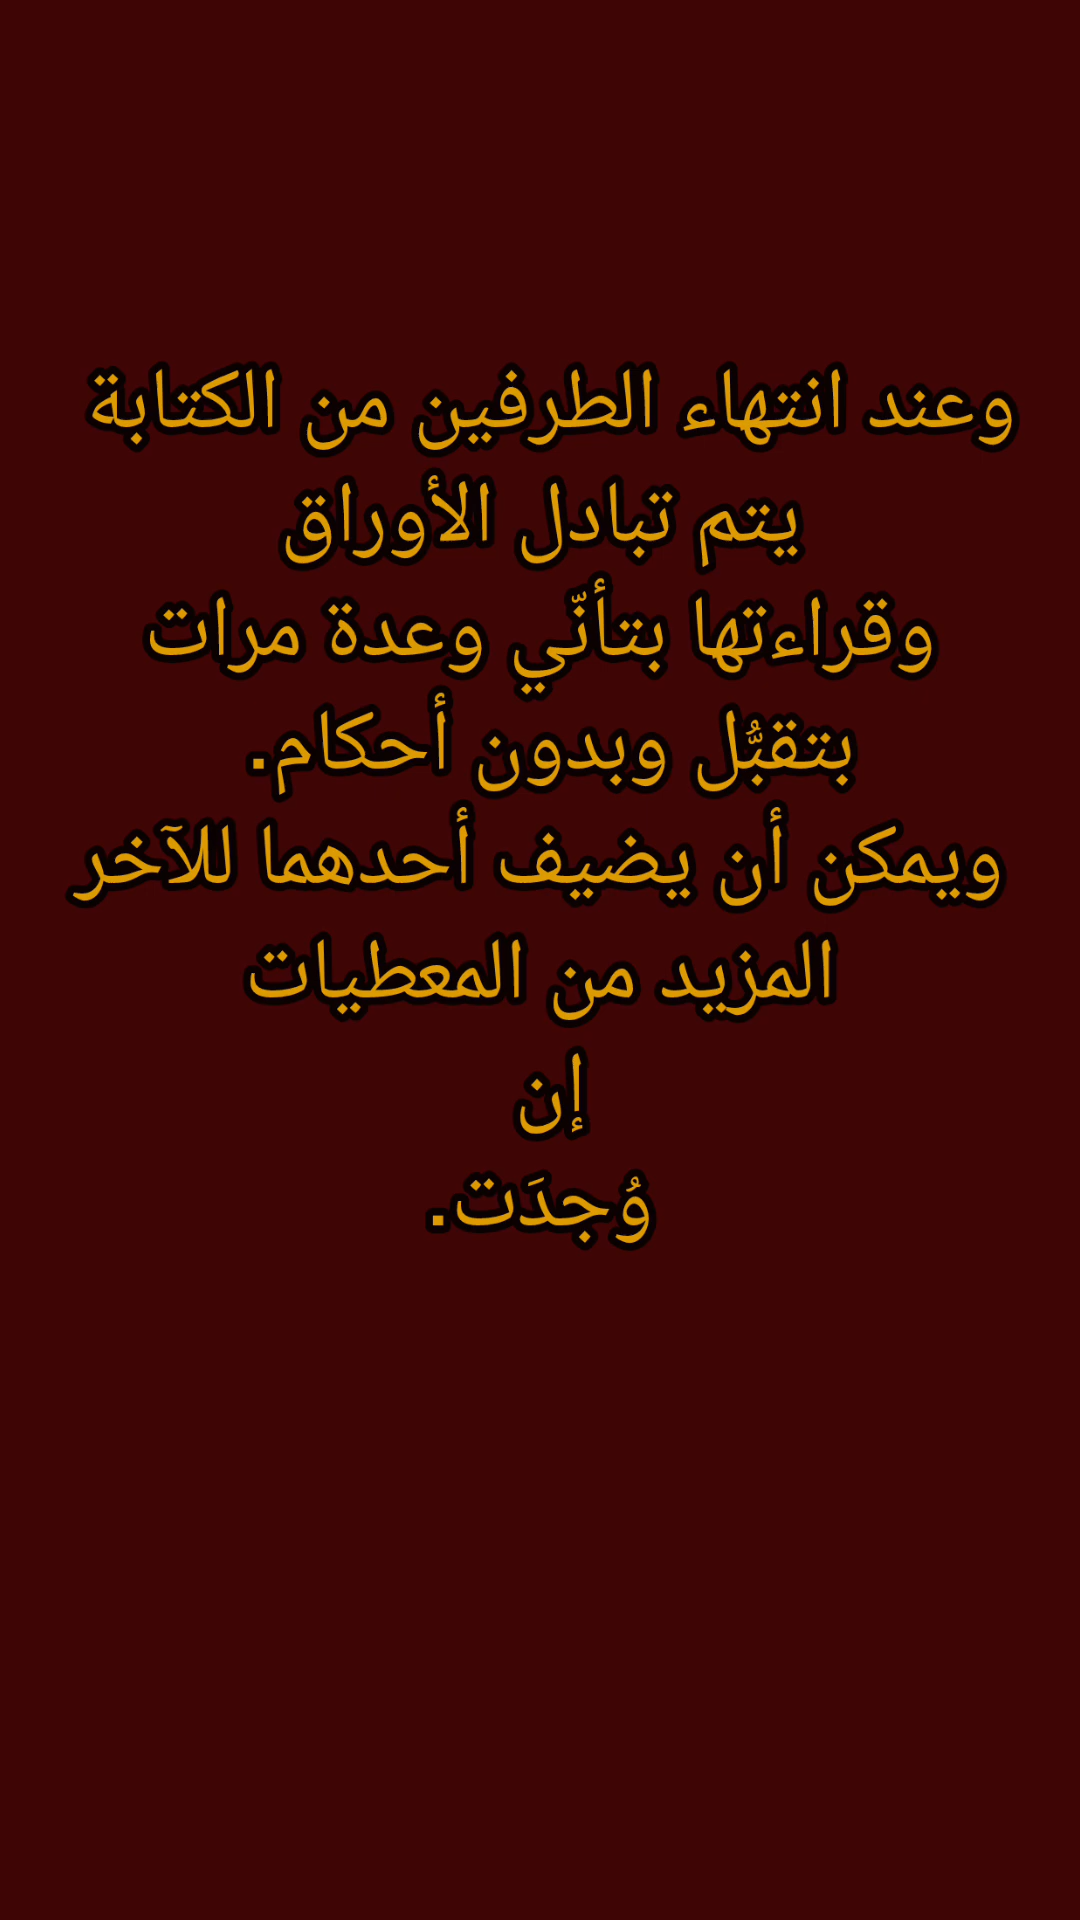 وعند انتهاء الطرفين من الكتابة
يتم تبادل الأوراق
وقراءتها بتأنّي وعدة مرات
بتقبُّل وبدون أحكام.
ويمكن أن يضيف أحدهما للآخر
المزيد من المعطيات
إن
وُجدَت.